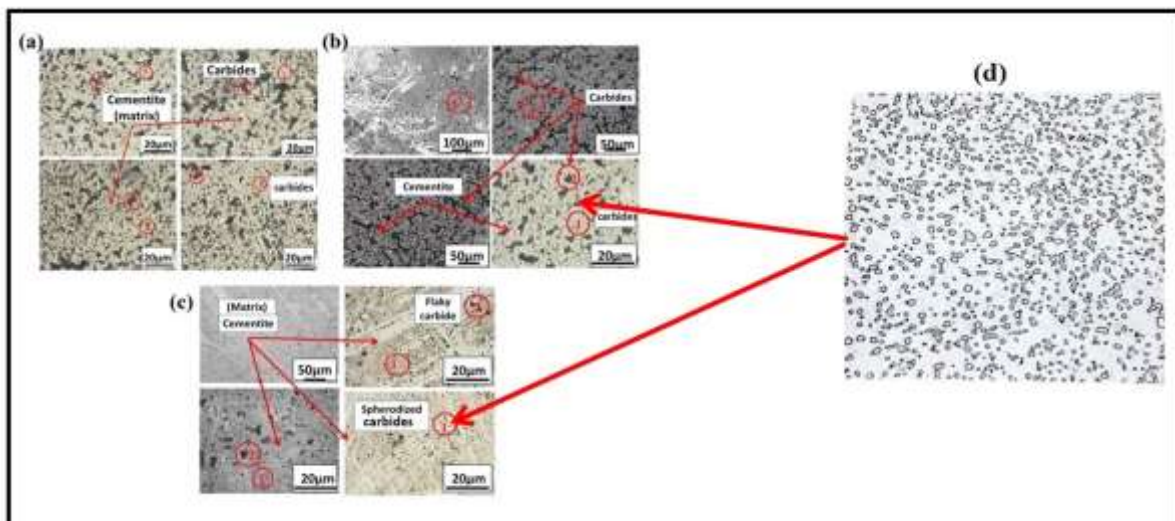 (a)
Carbides
Cementite
(matrix)
20µm
20µm
carbides
20µm
20µm
(b)
Carbides
100µm
50µm
Cementite
carbides
50µm
20µm
(c)
(Matrix)
Cementite
Flaky
carbide
50µm
20µm
Spherodized
carbides
20µm
20µm
(d)